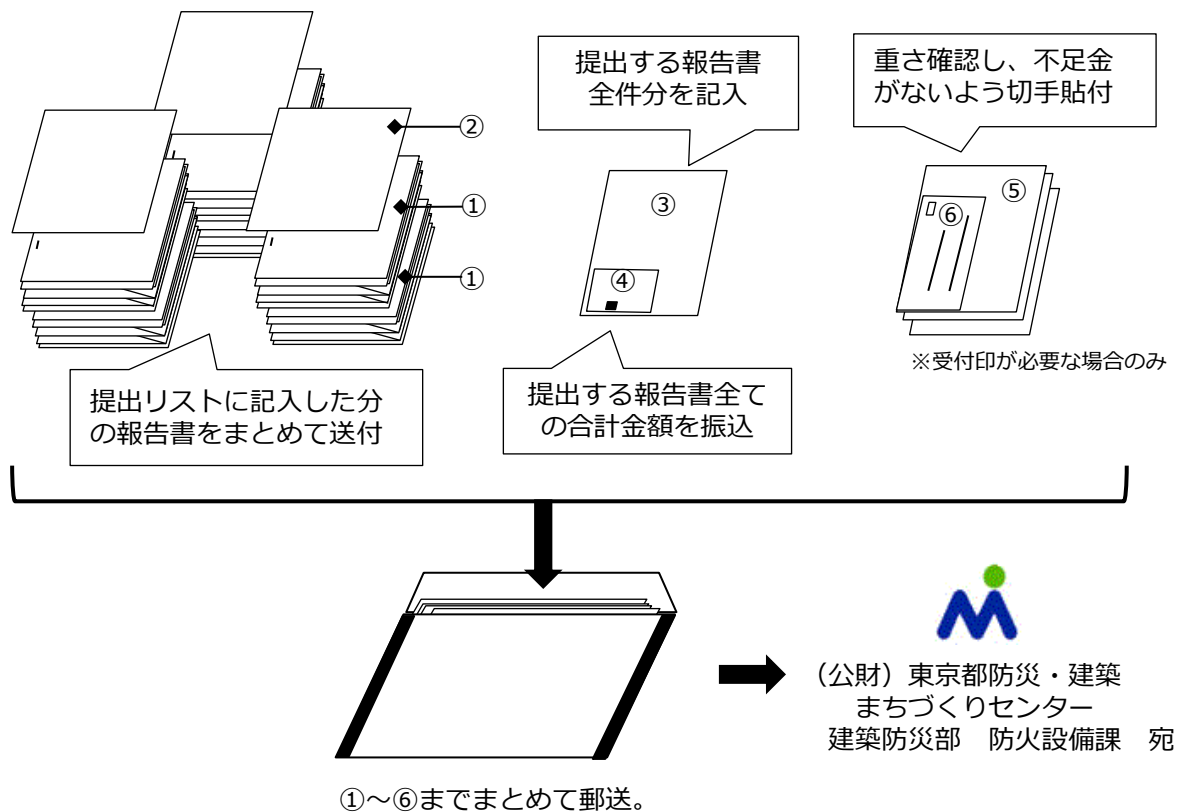 ②
①
①
提出する報告書
全件分を記入
③
④
重さ確認し、不足金
がないよう切手貼付
⑤
⑥
※受付印が必要な場合のみ
提出リストに記入した分
の報告書をまとめて送付
提出する報告書全て
の合計金額を振込
（公財）東京都防災・建築
まちづくりセンター
建築防災部　防火設備課　宛
①～⑥までまとめて郵送。